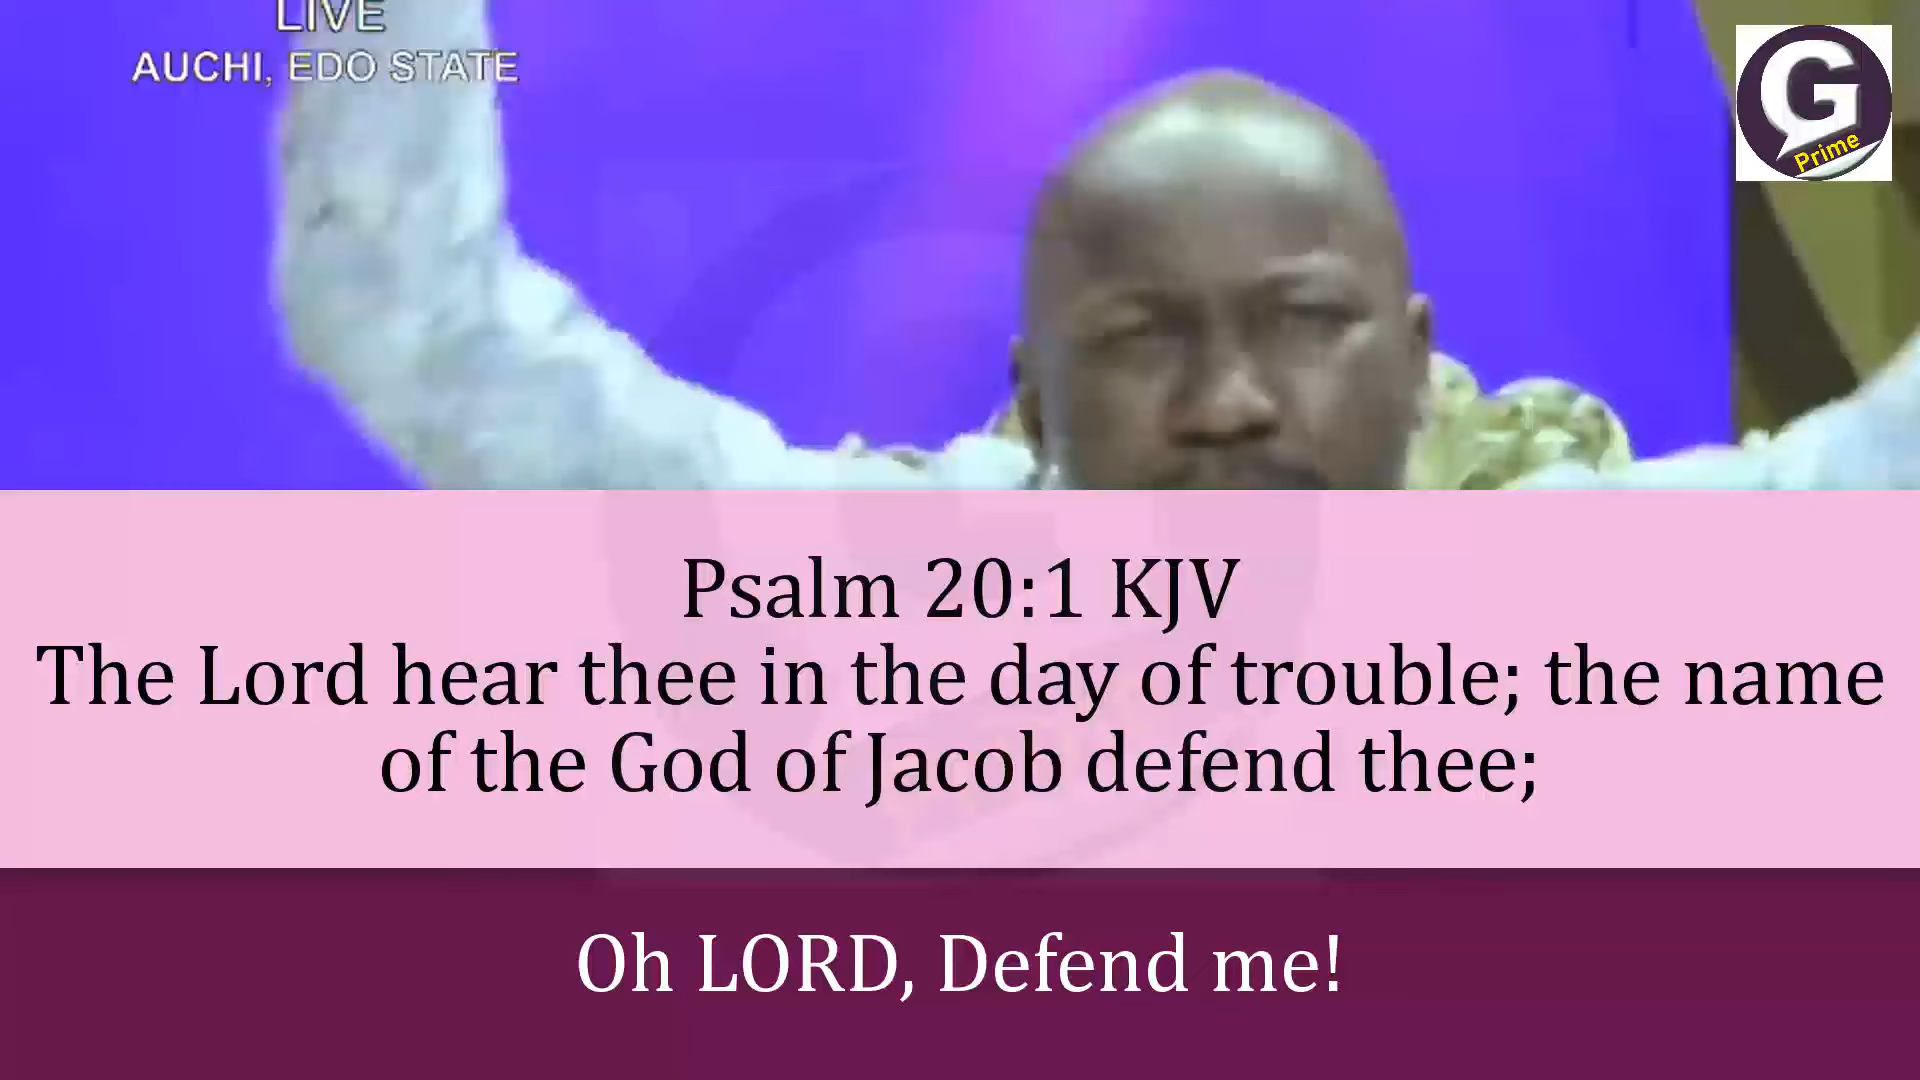 LIVE
AUCHI, EDO STATE
G
Prime
Psalm 20:1 KJV
The Lord hear thee in the day of trouble; the name
of the God of Jacob defend thee;
Oh LORD, Defend me!